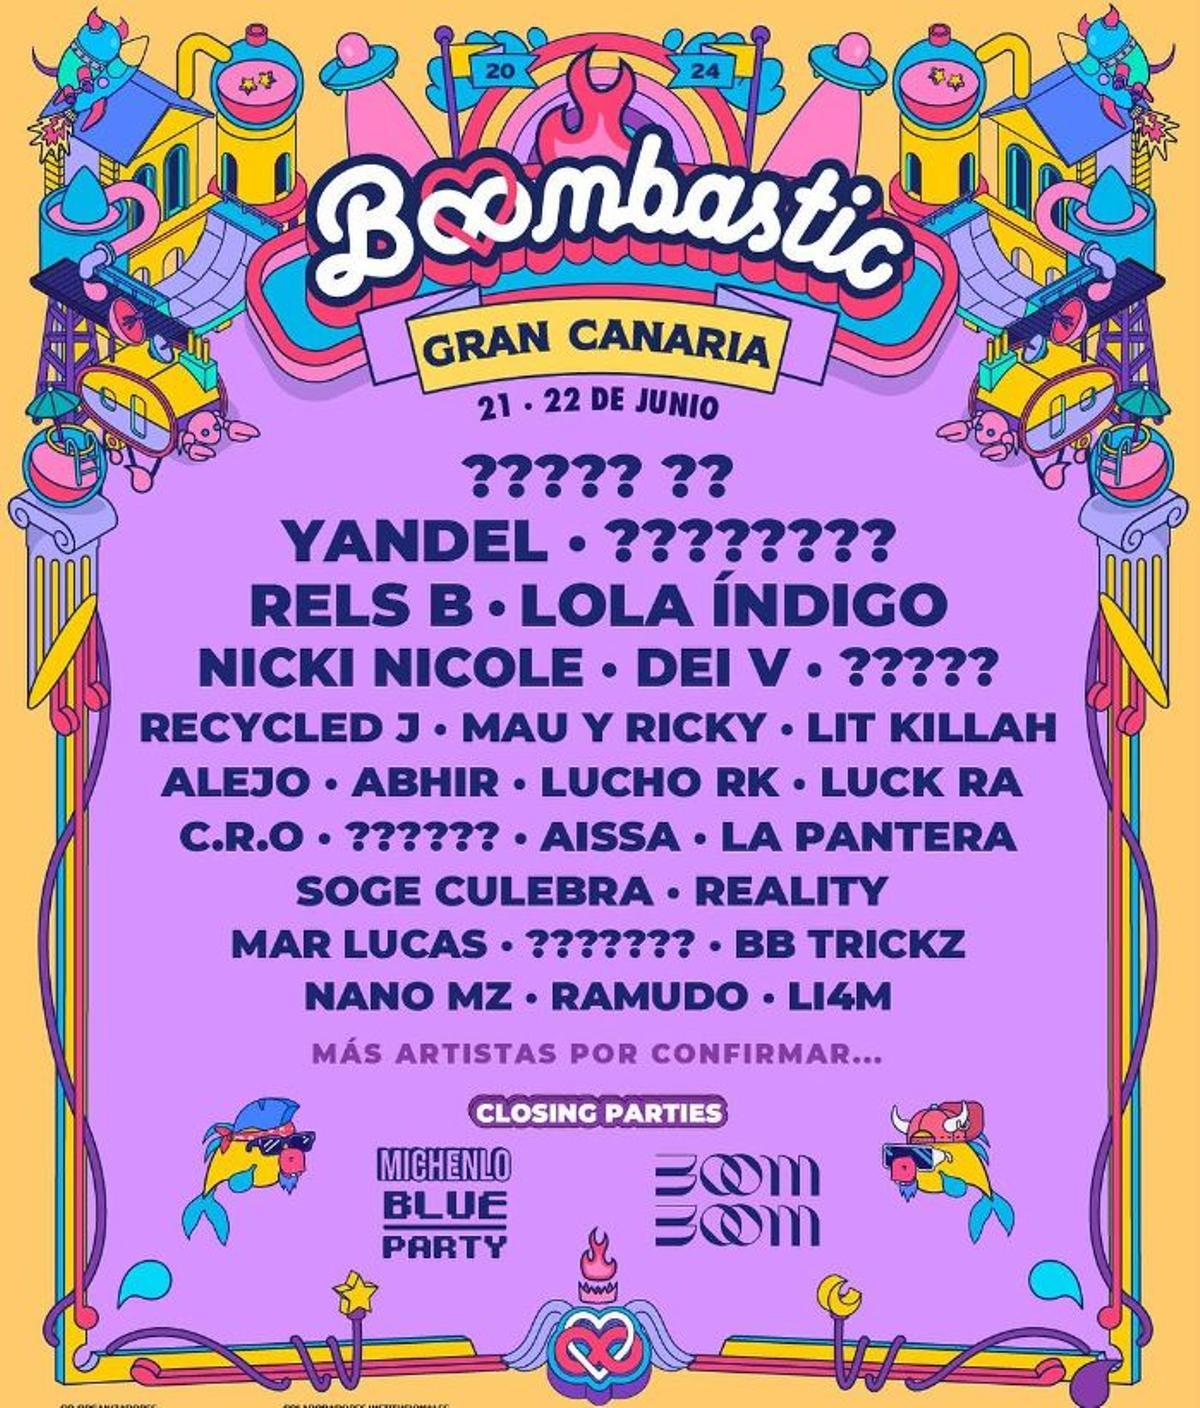 20 24
Boombastic
GRAN CANARIA
21 · 22 DE JUNIO
????? ??
YANDEL · ????????
RELS B · LOLA ÍNDIGO
NICKI NICOLE · DEI V · ?????
RECYCLED J · MAU Y RICKY · LIT KILLAH
ALEJO · ABHIR · LUCHO RK · LUCK RA
C.R.O · ?????? · AISSA · LA PANTERA
SOGE CULEBRA · REALITY
MAR LUCAS · ??????? · BB TRICKZ
NANO MZ · RAMUDO · LI4M
MÁS ARTISTAS POR CONFIRMAR...
CLOSING PARTIES
MICHENLO
BLUE
PARTY
BOOM
BOOM